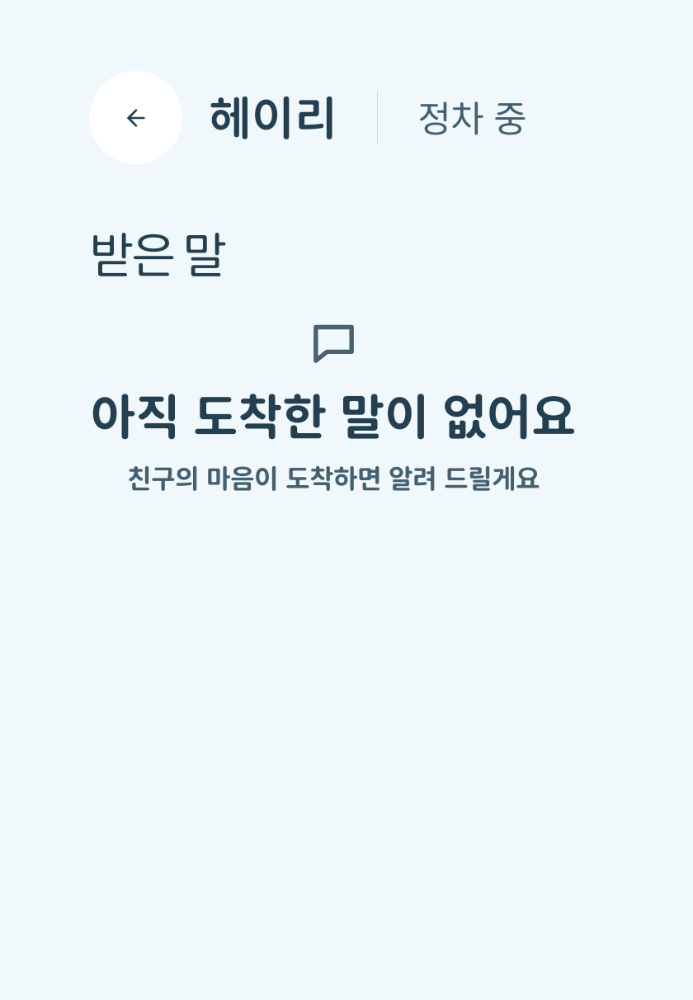 헤이리 정차 중
받은 말
아직 도착한 말이 없어요
친구의 마음이 도착하면 알려 드릴게요